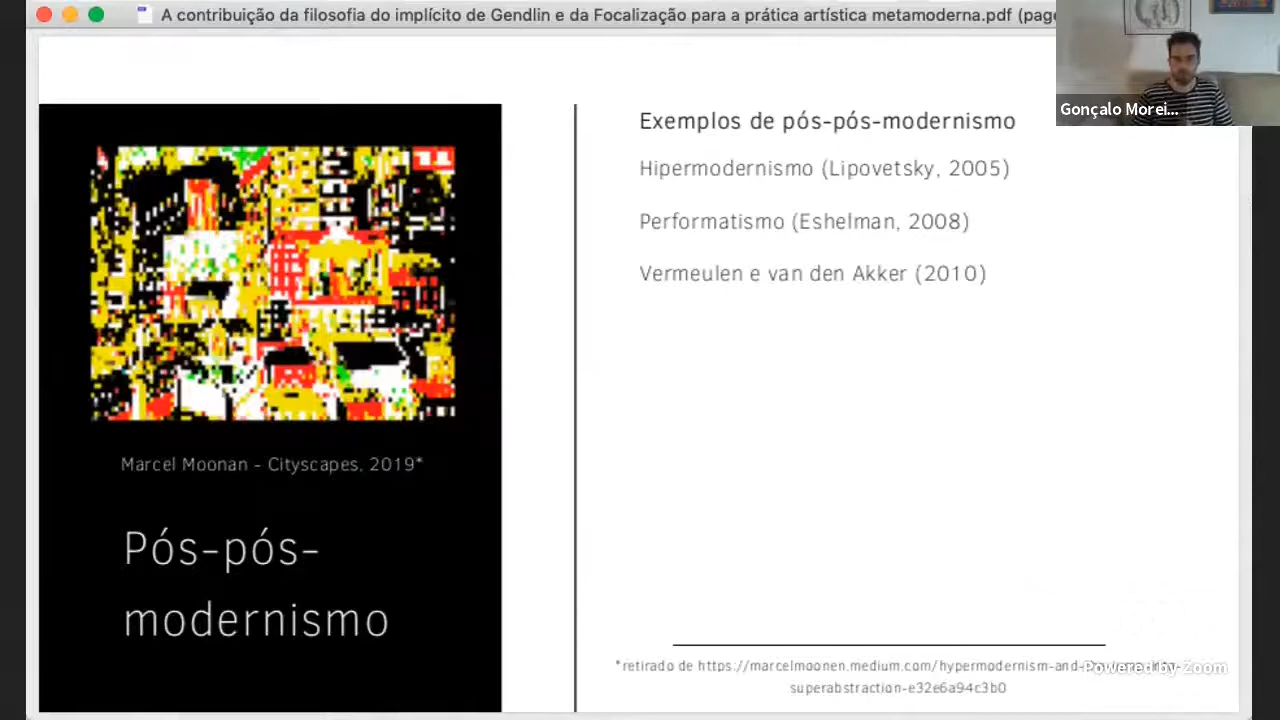 A contribuição da filosofia do implícito de Gendlin e da Focalização para a prática artística metamoderna.pdf (page
Gonçalo Morei...
Exemplos de pós-pós-modernismo
Hipermodernismo (Lipovetsky, 2005)
Performatismo (Eshelman, 2008)
Vermeulen e van den Akker (2010)
Marcel Moonan - Cityscapes, 2019*
Pós-pós-
modernismo
*retirado de https://marcelmoonen.medium.com/hypermodernism-and-
Powered by Zoom
superabstraction-e32e6a94c3b0